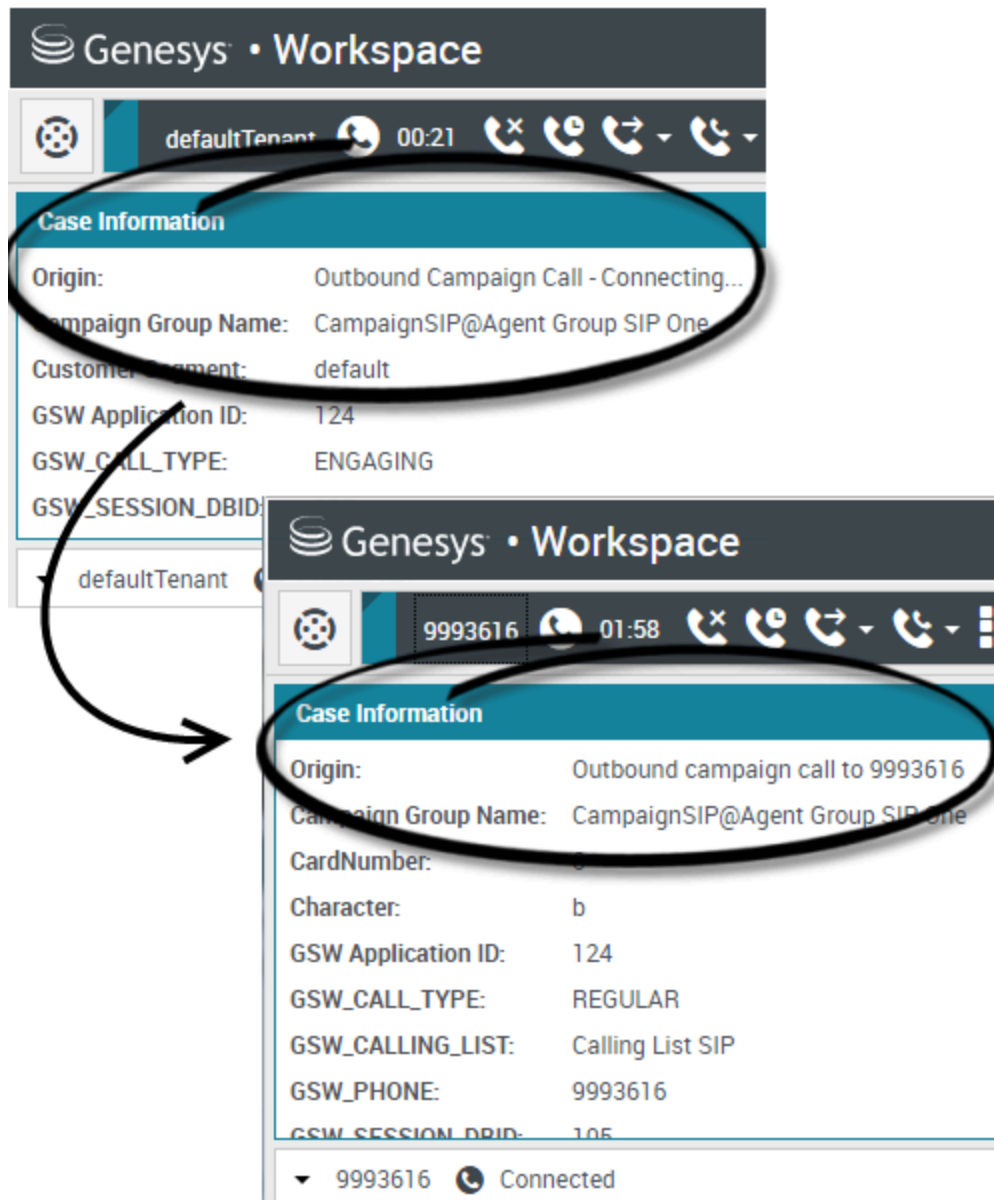 Genesys • Workspace
defaultTenant 00:21
Case Information
Origin: Outbound Campaign Call - Connecting...
Campaign Group Name: CampaignSIP@Agent Group SIP One
Customer Segment: default
GSW Application ID: 124
GSW_CALL_TYPE: ENGAGING
GSW_SESSION_DBID:
defaultTenant
Genesys • Workspace
9993616 01:58
Case Information
Origin: Outbound campaign call to 9993616
Campaign Group Name: CampaignSIP@Agent Group SIP One
CardNumber:
Character: b
GSW Application ID: 124
GSW_CALL_TYPE: REGULAR
GSW_CALLING_LIST: Calling List SIP
GSW_PHONE: 9993616
GSW_SESSION_DBID: 105
9993616 Connected